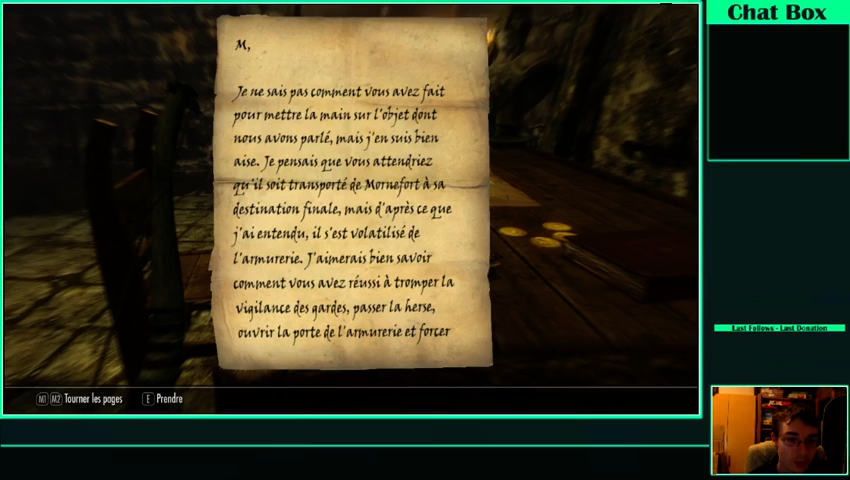 Chat Box
M,
Je ne sais pas comment vous avez fait
pour mettre la main sur l'objet dont
nous avons parlé, mais j'en suis bien
aise. Je pensais que vous attendriez
qu'il soit transporté de Mornefort à sa
destination finale, mais d'après ce que
j'ai entendu, il s'est volatilisé de
l'armurerie. J'aimerais bien savoir
comment vous avez réussi à tromper la
vigilance des gardes, passer la herse,
ouvrir la porte de l'armurerie et forcer
Last Follows - Last Donation
M1 M2 Tourner les pages E Prendre